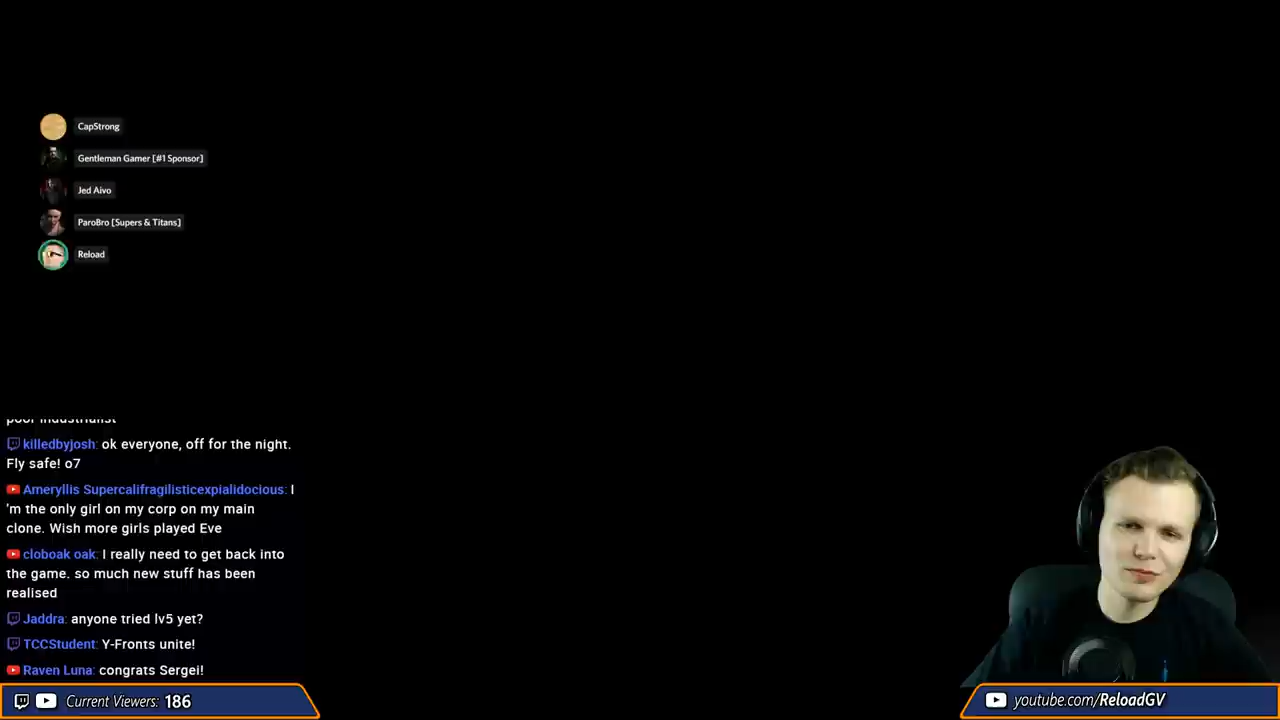 CapStrong
Gentleman Gamer [#1 Sponsor]
Jed Aivo
ParoBro [Supers & Titans]
Reload
poor industrialist
killedbyjosh: ok everyone, off for the night.
Fly safe! o7
Ameryllis Supercalifragilisticexpialidocious: I
'm the only girl on my corp on my main
clone. Wish more girls played Eve
cloboak oak: I really need to get back into
the game. so much new stuff has been
realised
Jaddra: anyone tried lv5 yet?
TCCStudent: Y-Fronts unite!
Raven Luna: congrats Sergei!
Current Viewers: 186
youtube.com/ReloadGV